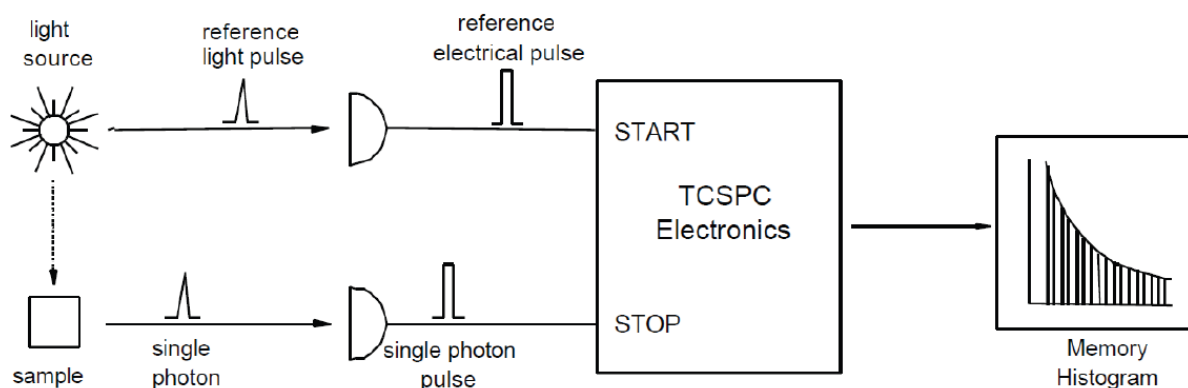 light
source
reference
light pulse
reference
electrical pulse
START
TCSPC
Electronics
STOP
sample
single
photon
single photon
pulse
Memory
Histogram